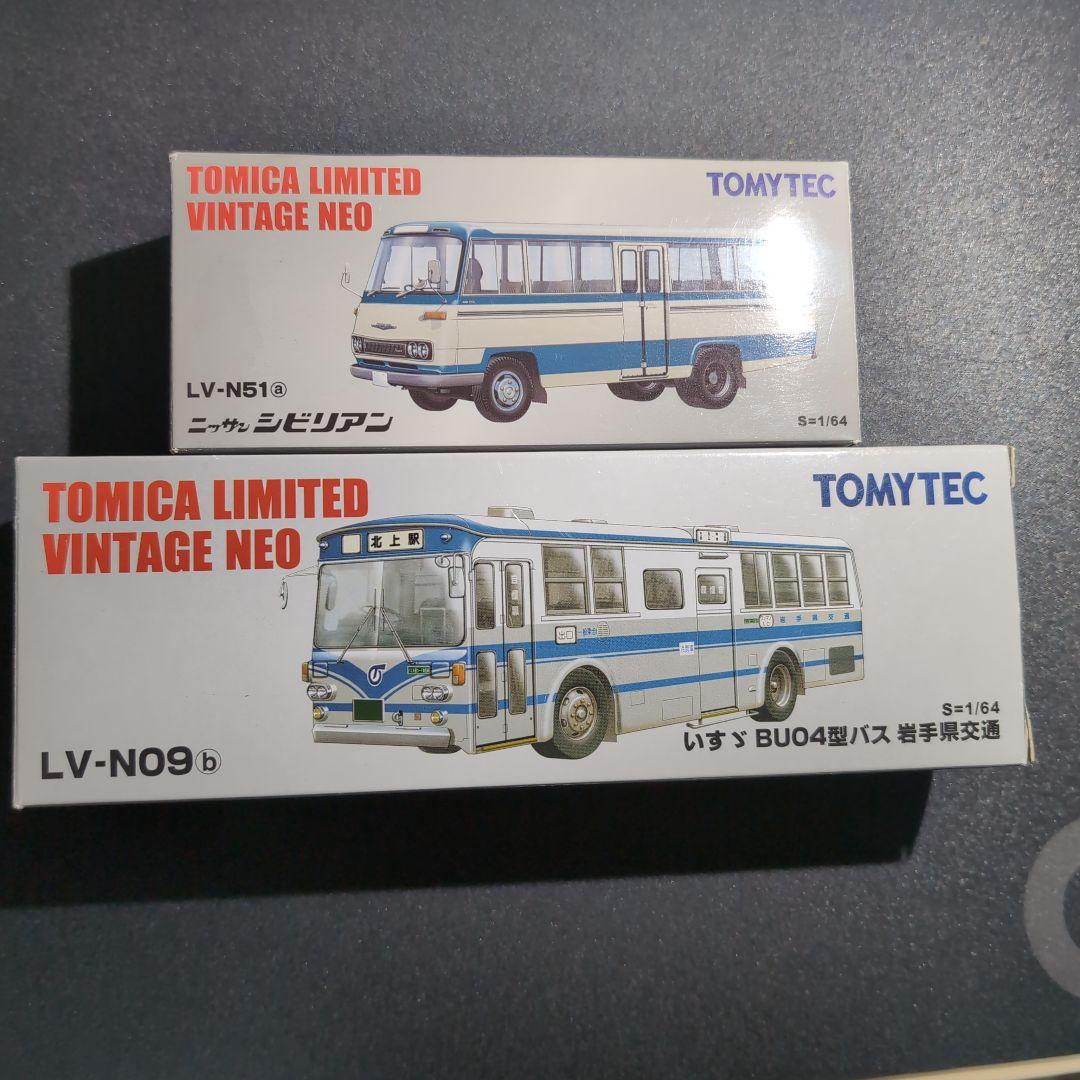 TOMICA LIMITED
VINTAGE NEO
TOMYTEC
LV-N51ⓐ
ニッサン シビリアン
S=1/64
TOMICA LIMITED
VINTAGE NEO
TOMYTEC
北上駅
出口
岩手県交通
LV-N09ⓑ
S=1/64
いすゞ BU04型バス 岩手県交通